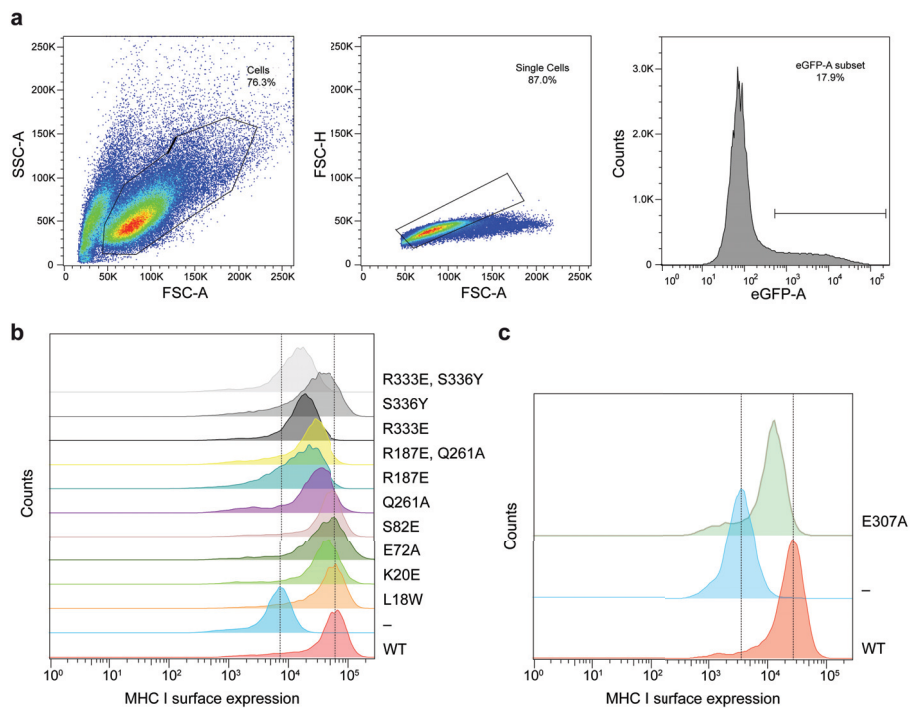 a
250K
200K
150K
100K
50K
0
SSC-A
Cells
76.3%
0 50K 100K 150K 200K 250K
FSC-A
250K
200K
150K
100K
50K
0
FSC-H
Single Cells
87.0%
0 50K 100K 150K 200K 250K
FSC-A
3.0K
2.0K
1.0K
0
Counts
eGFP-A subset
17.9%
10⁰ 10¹ 10² 10³ 10⁴ 10⁵
eGFP-A
b
Counts
R333E, S336Y
S336Y
R333E
R187E, Q261A
R187E
Q261A
S82E
E72A
K20E
L18W
–
WT
10⁰ 10¹ 10² 10³ 10⁴ 10⁵
MHC I surface expression
c
Counts
E307A
–
WT
10⁰ 10¹ 10² 10³ 10⁴ 10⁵
MHC I surface expression